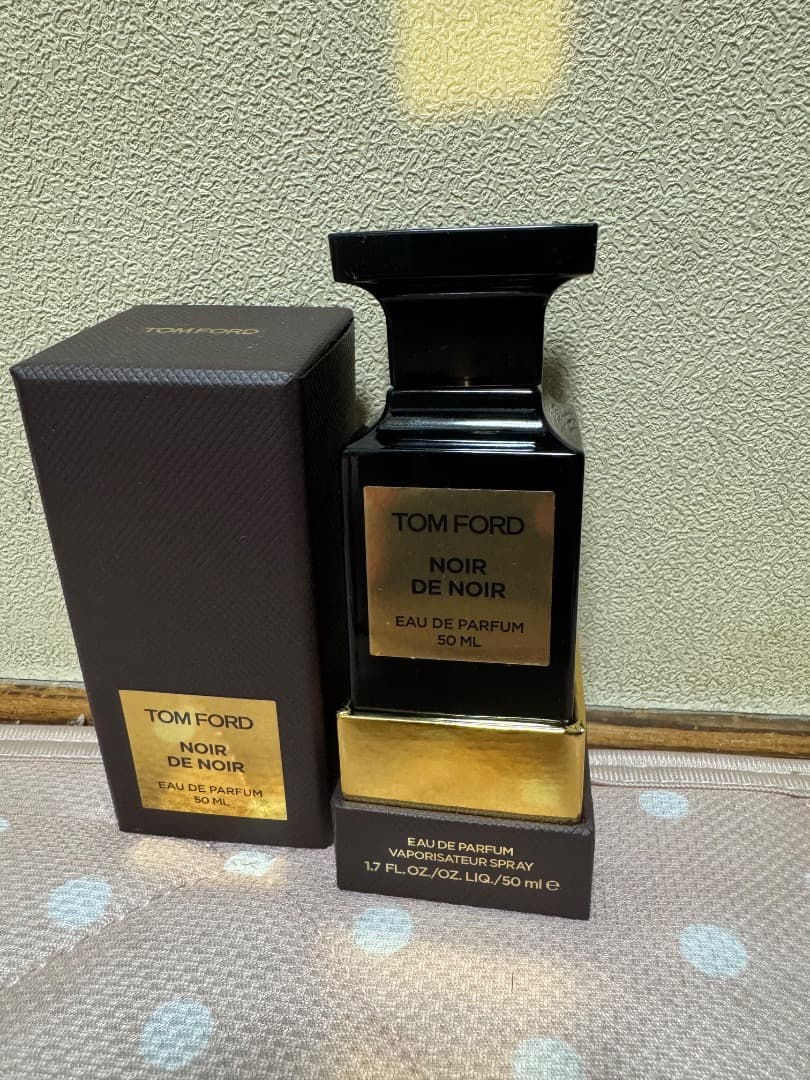 TOM FORD
TOM FORD
NOIR
DE NOIR
EAU DE PARFUM
50 ML
TOM FORD
NOIR
DE NOIR
EAU DE PARFUM
50 ML
EAU DE PARFUM
VAPORISATEUR SPRAY
1.7 FL.OZ./OZ. LIQ./50 ml ℮